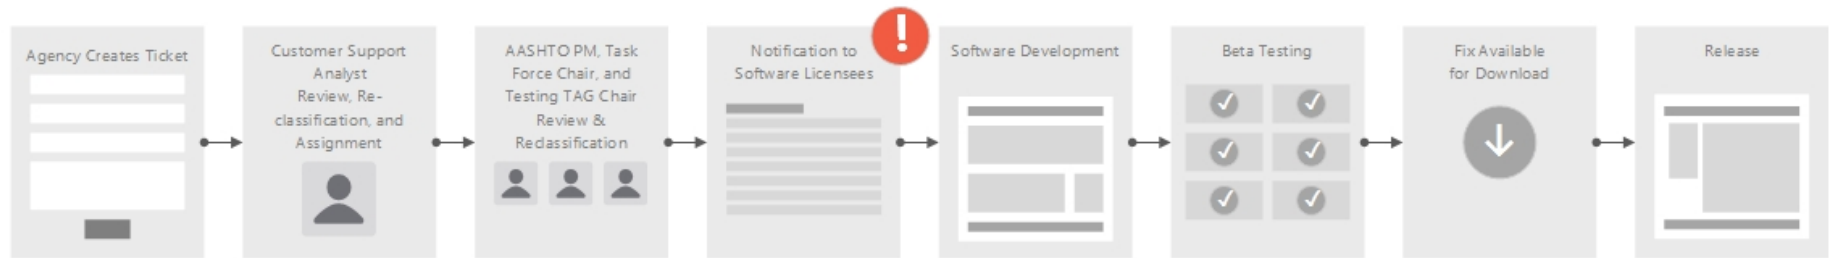 Agency Creates Ticket
Customer Support
Analyst
Review, Re-
classification, and
Assignment
AASHTO PM, Task
Force Chair, and
Testing TAG Chair
Review &
Reclassification
Notification to
Software Licensees
!
Software Development
Beta Testing
Fix Available
for Download
Release